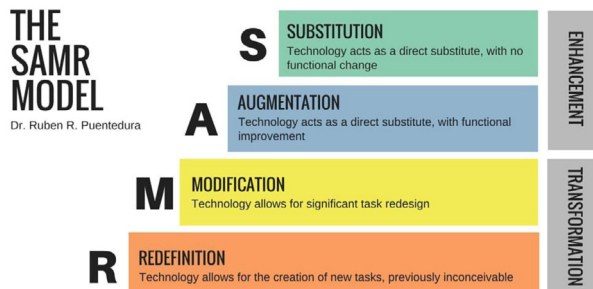 THE
SAMR
MODEL
Dr. Ruben R. Puentedura
S
SUBSTITUTION
Technology acts as a direct substitute, with no
functional change
A
AUGMENTATION
Technology acts as a direct substitute, with functional
improvement
ENHANCEMENT
M
MODIFICATION
Technology allows for significant task redesign
R
REDEFINITION
Technology allows for the creation of new tasks, previously inconceivable
TRANSFORMATION